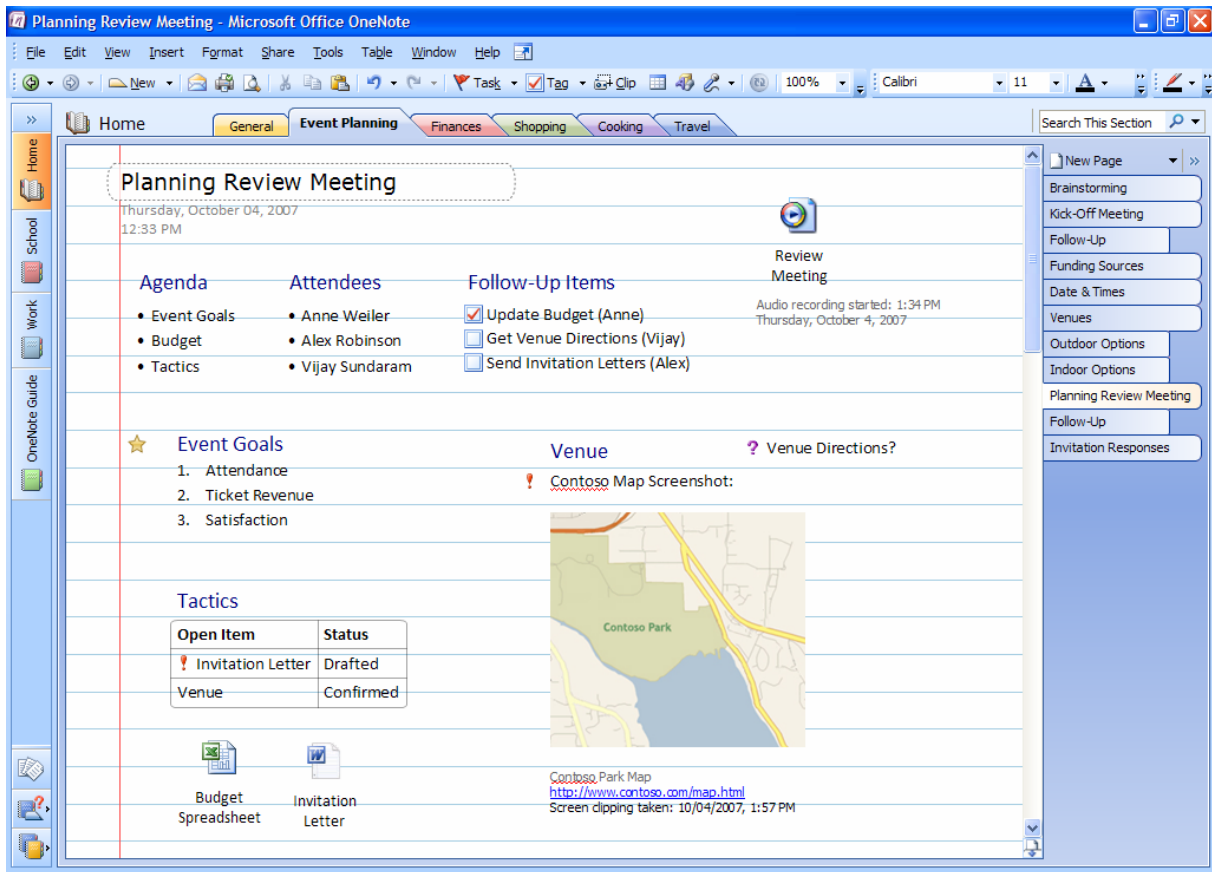 Planning Review Meeting - Microsoft Office OneNote
File Edit View Insert Format Share Tools Table Window Help
New Task Tag Clip 100% Calibri 11 A
Home General Event Planning Finances Shopping Cooking Travel Search This Section
Home
School
Work
OneNote Guide
Planning Review Meeting
Thursday, October 04, 2007
12:33 PM
Review
Meeting
Audio recording started: 1:34 PM
Thursday, October 4, 2007
Agenda
• Event Goals
• Budget
• Tactics
Attendees
• Anne Weiler
• Alex Robinson
• Vijay Sundaram
Follow-Up Items
Update Budget (Anne)
Get Venue Directions (Vijay)
Send Invitation Letters (Alex)
Event Goals
1. Attendance
2. Ticket Revenue
3. Satisfaction
Venue
? Venue Directions?
! Contoso Map Screenshot:
Contoso Park
Contoso Park Map
http://www.contoso.com/map.html
Screen clipping taken: 10/04/2007, 1:57 PM
Tactics
Open Item Status
! Invitation Letter Drafted
Venue Confirmed
Budget
Spreadsheet
Invitation
Letter
New Page
Brainstorming
Kick-Off Meeting
Follow-Up
Funding Sources
Date & Times
Venues
Outdoor Options
Indoor Options
Planning Review Meeting
Follow-Up
Invitation Responses